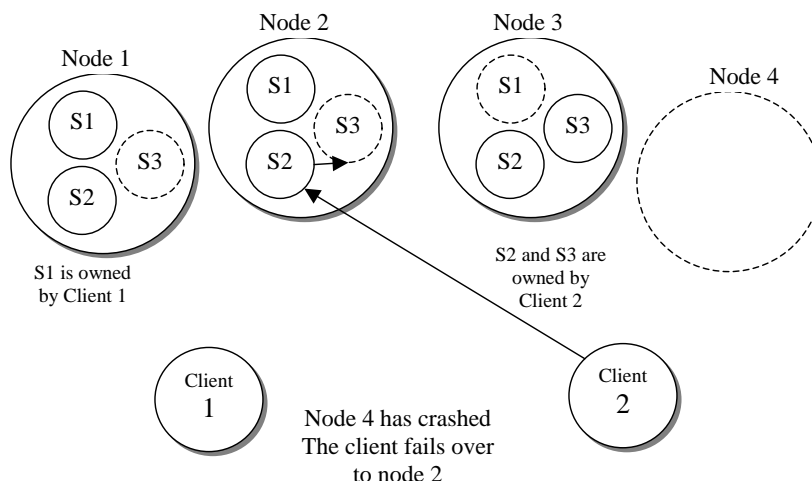 Node 2
Node 3
Node 1
Node 4
S1
S3
S2
S1
S3
S2
S1
S3
S2
S1 is owned
by Client 1
S2 and S3 are
owned by
Client 2
Client
1
Client
2
Node 4 has crashed
The client fails over
to node 2